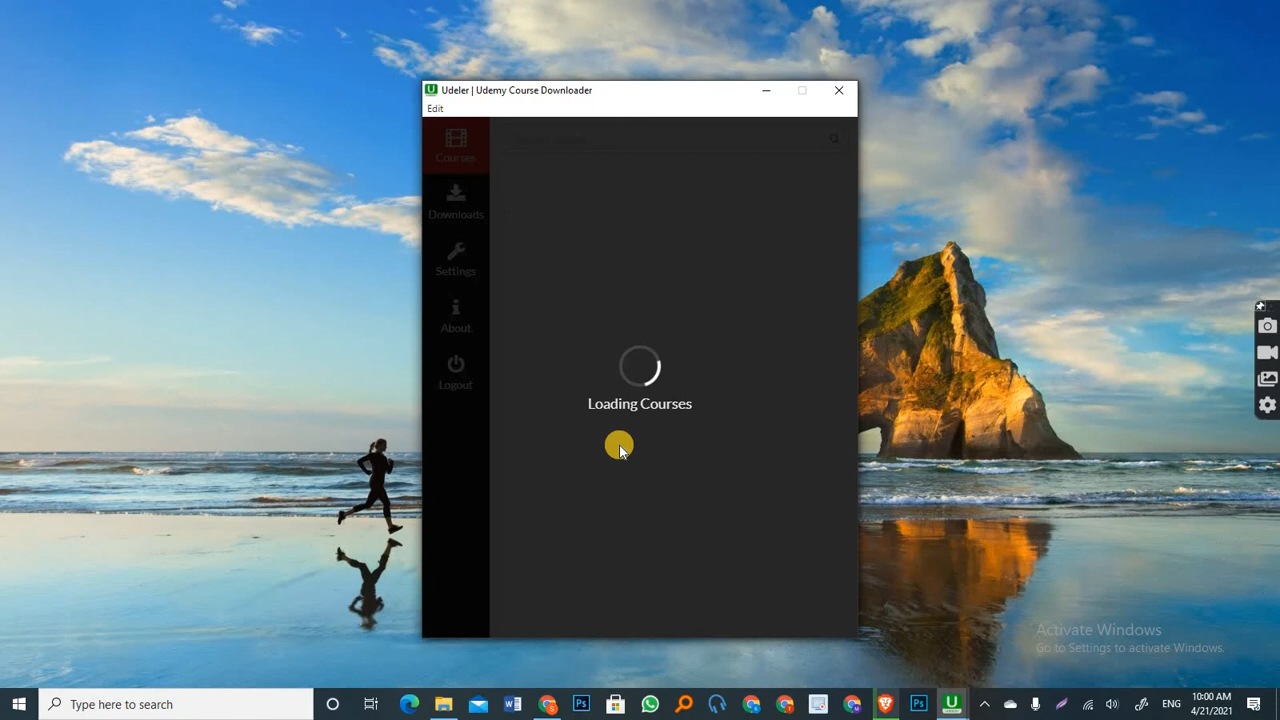 Udeler | Udemy Course Downloader
Edit
Courses
Downloads
Settings
About
Logout
Loading Courses
Activate Windows
Go to Settings to activate Windows.
Type here to search
ENG
10:00 AM
4/21/2021